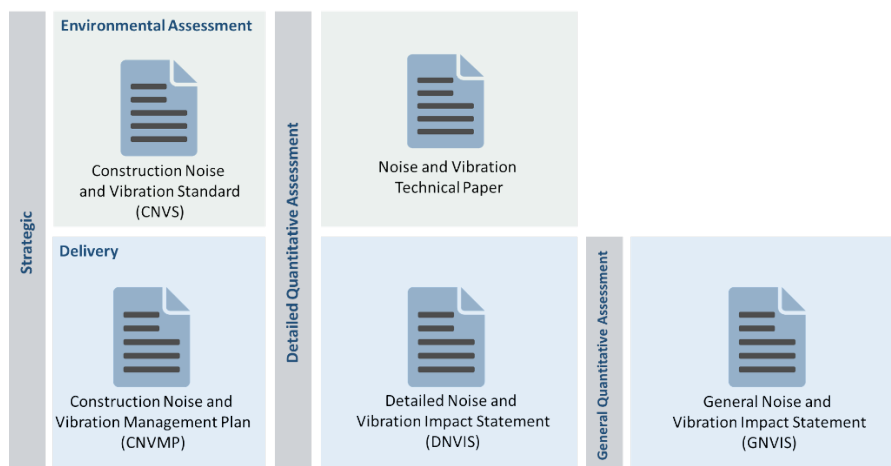 Strategic
Environmental Assessment
Construction Noise
and Vibration Standard
(CNVS)
Detailed Quantitative Assessment
Noise and Vibration
Technical Paper
Delivery
Construction Noise and
Vibration Management Plan
(CNVMP)
Detailed Noise and
Vibration Impact Statement
(DNVIS)
General Quantitative Assessment
General Noise and
Vibration Impact Statement
(GNVIS)